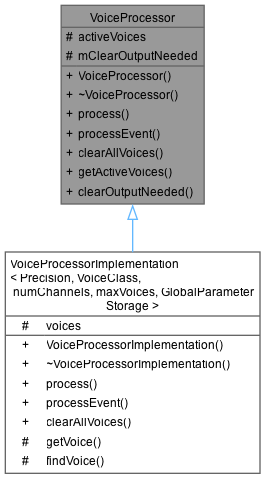 VoiceProcessor
# activeVoices
# mClearOutputNeeded
+ VoiceProcessor()
+ ~VoiceProcessor()
+ process()
+ processEvent()
+ clearAllVoices()
+ getActiveVoices()
+ clearOutputNeeded()
VoiceProcessorImplementation
< Precision, VoiceClass,
numChannels, maxVoices, GlobalParameter
Storage >
# voices
+ VoiceProcessorImplementation()
+ ~VoiceProcessorImplementation()
+ process()
+ processEvent()
+ clearAllVoices()
# getVoice()
# findVoice()